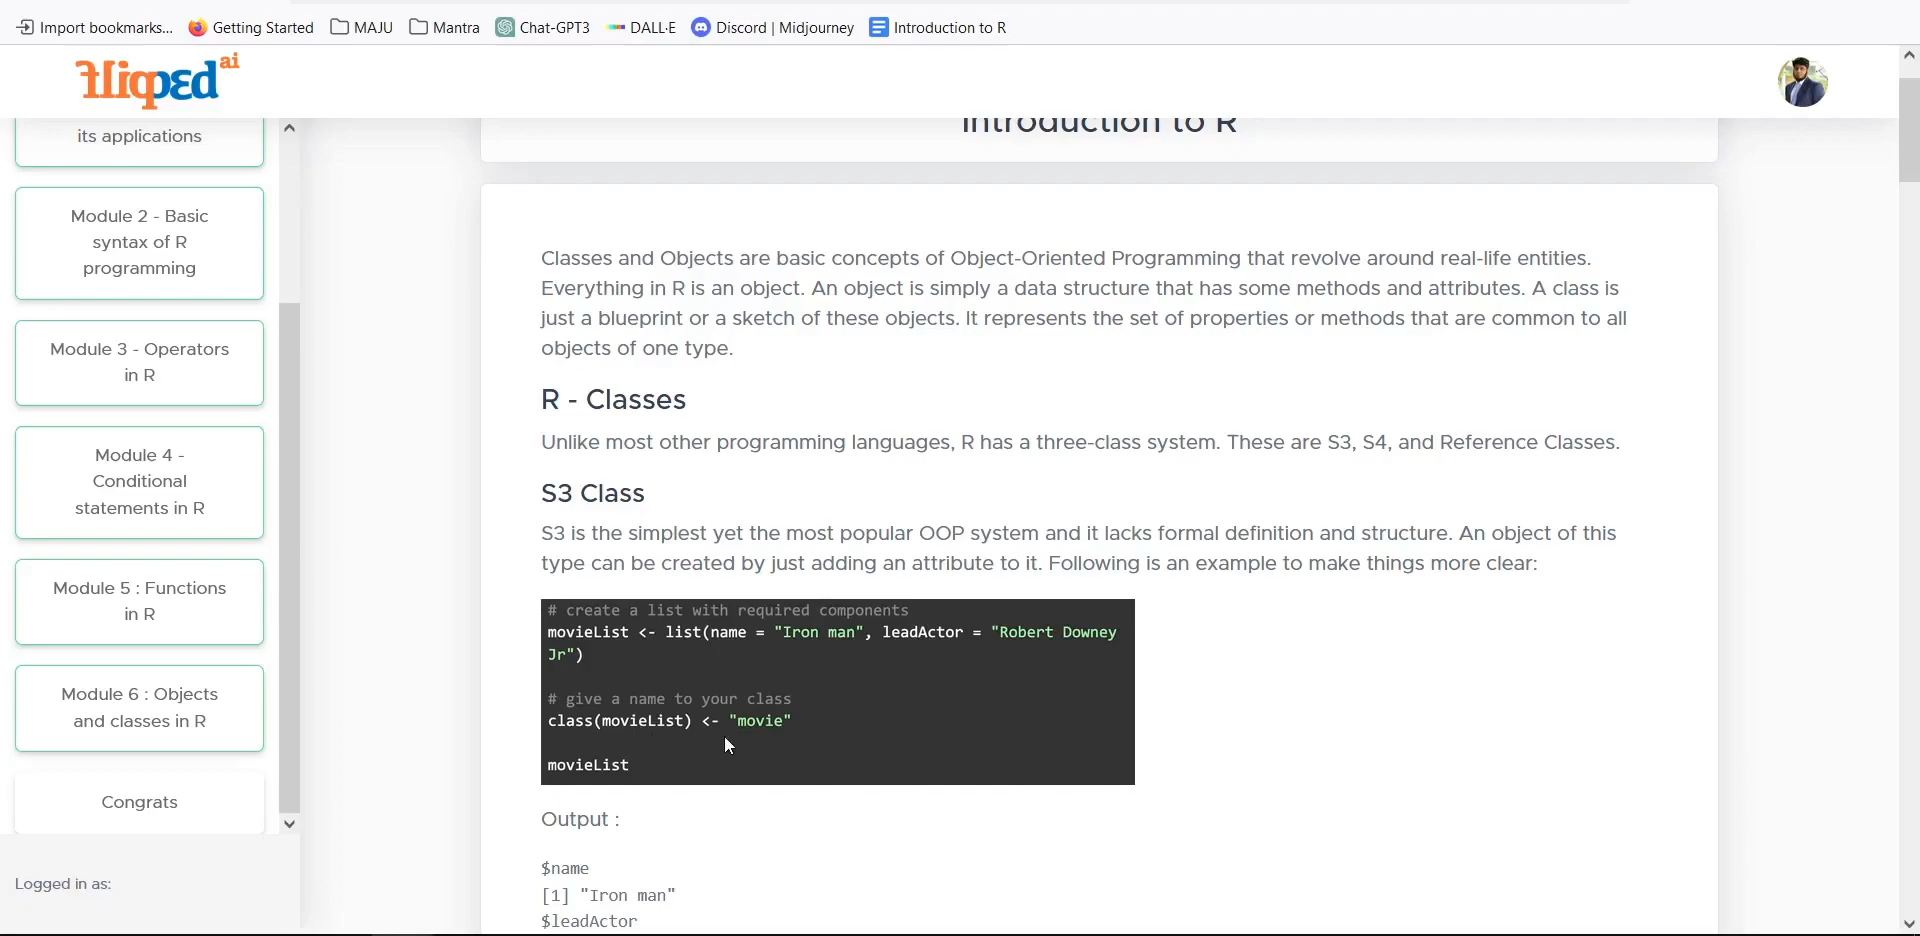 Import bookmarks...
Getting Started
MAJU
Mantra
Chat-GPT3
DALL·E
Discord | Midjourney
Introduction to R
fliqped ai
Introduction to R
its applications
Module 2 - Basic
syntax of R
programming
Module 3 - Operators
in R
Module 4 -
Conditional
statements in R
Module 5 : Functions
in R
Module 6 : Objects
and classes in R
Congrats
Logged in as:
Classes and Objects are basic concepts of Object-Oriented Programming that revolve around real-life entities.
Everything in R is an object. An object is simply a data structure that has some methods and attributes. A class is
just a blueprint or a sketch of these objects. It represents the set of properties or methods that are common to all
objects of one type.
R - Classes
Unlike most other programming languages, R has a three-class system. These are S3, S4, and Reference Classes.
S3 Class
S3 is the simplest yet the most popular OOP system and it lacks formal definition and structure. An object of this
type can be created by just adding an attribute to it. Following is an example to make things more clear:
# create a list with required components
movieList <- list(name = "Iron man", leadActor = "Robert Downey
Jr")
# give a name to your class
class(movieList) <- "movie"
movieList
Output :
$name
[1] "Iron man"
$leadActor